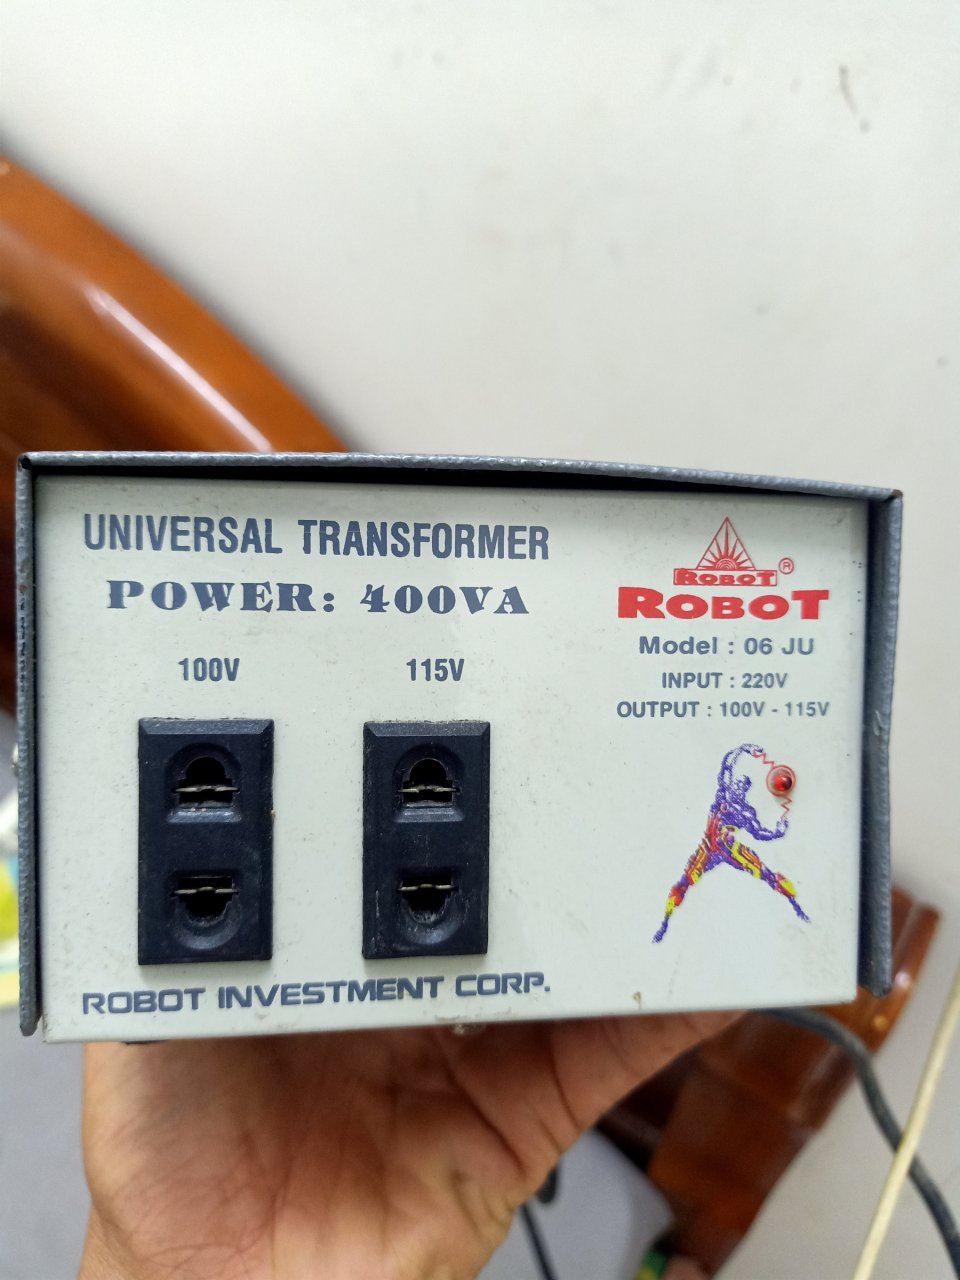 UNIVERSAL TRANSFORMER
POWER: 400VA
100V
115V
ROBOT®
ROBOT
Model : 06 JU
INPUT : 220V
OUTPUT : 100V - 115V
ROBOT INVESTMENT CORP.